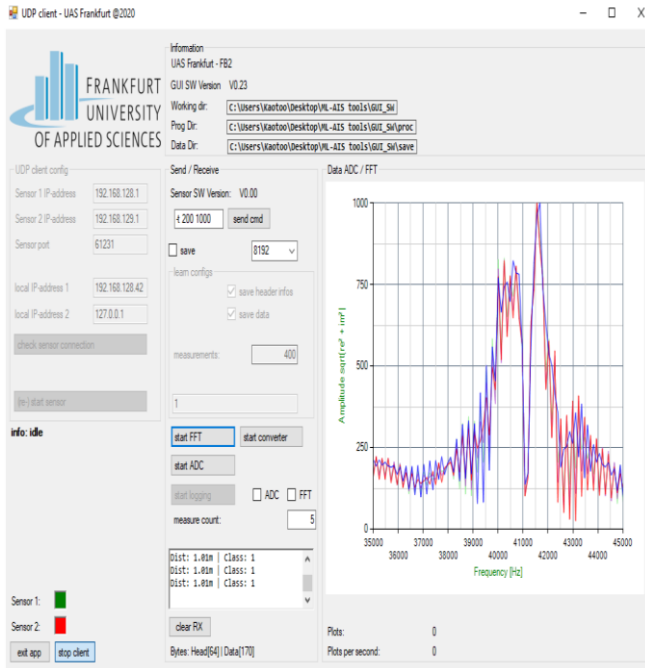 UDP client - UAS Frankfurt @2020
FRANKFURT
UNIVERSITY
OF APPLIED SCIENCES
Information
UAS Frankfurt - FB2
GUI SW Version V0.23
Working dir: C:\Users\Kaotoo\Desktop\ML-AIS tools\GUI_SW
Prog Dir: C:\Users\Kaotoo\Desktop\ML-AIS tools\GUI_SW\proc
Data Dir: C:\Users\Kaotoo\Desktop\ML-AIS tools\GUI_SW\save
UDP client config
Sensor 1 IP-address 192.168.128.1
Sensor 2 IP-address 192.168.129.1
Sensor port 61231
local IP-address 1 192.168.128.42
local IP-address 2 127.0.0.1
check sensor connection
(re-) start sensor
info: idle
Sensor 1:
Sensor 2:
exit app stop client
Send / Receive
Sensor SW Version: V0.00
-t 200 1000 send cmd
save 8192
learn configs
save header infos
save data
measurements: 400
1
start FFT start converter
start ADC
start logging ADC FFT
measure count: 5
Dist: 1.01m | Class: 1
Dist: 1.01m | Class: 1
Dist: 1.01m | Class: 1
clear RX
Bytes: Head[64] | Data[170]
Data ADC / FFT
Amplitude sqrt[re² + im²]
1000
750
500
250
0
35000 37000 39000 41000 43000 45000
36000 38000 40000 42000 44000
Frequency [Hz]
Plots: 0
Plots per second: 0